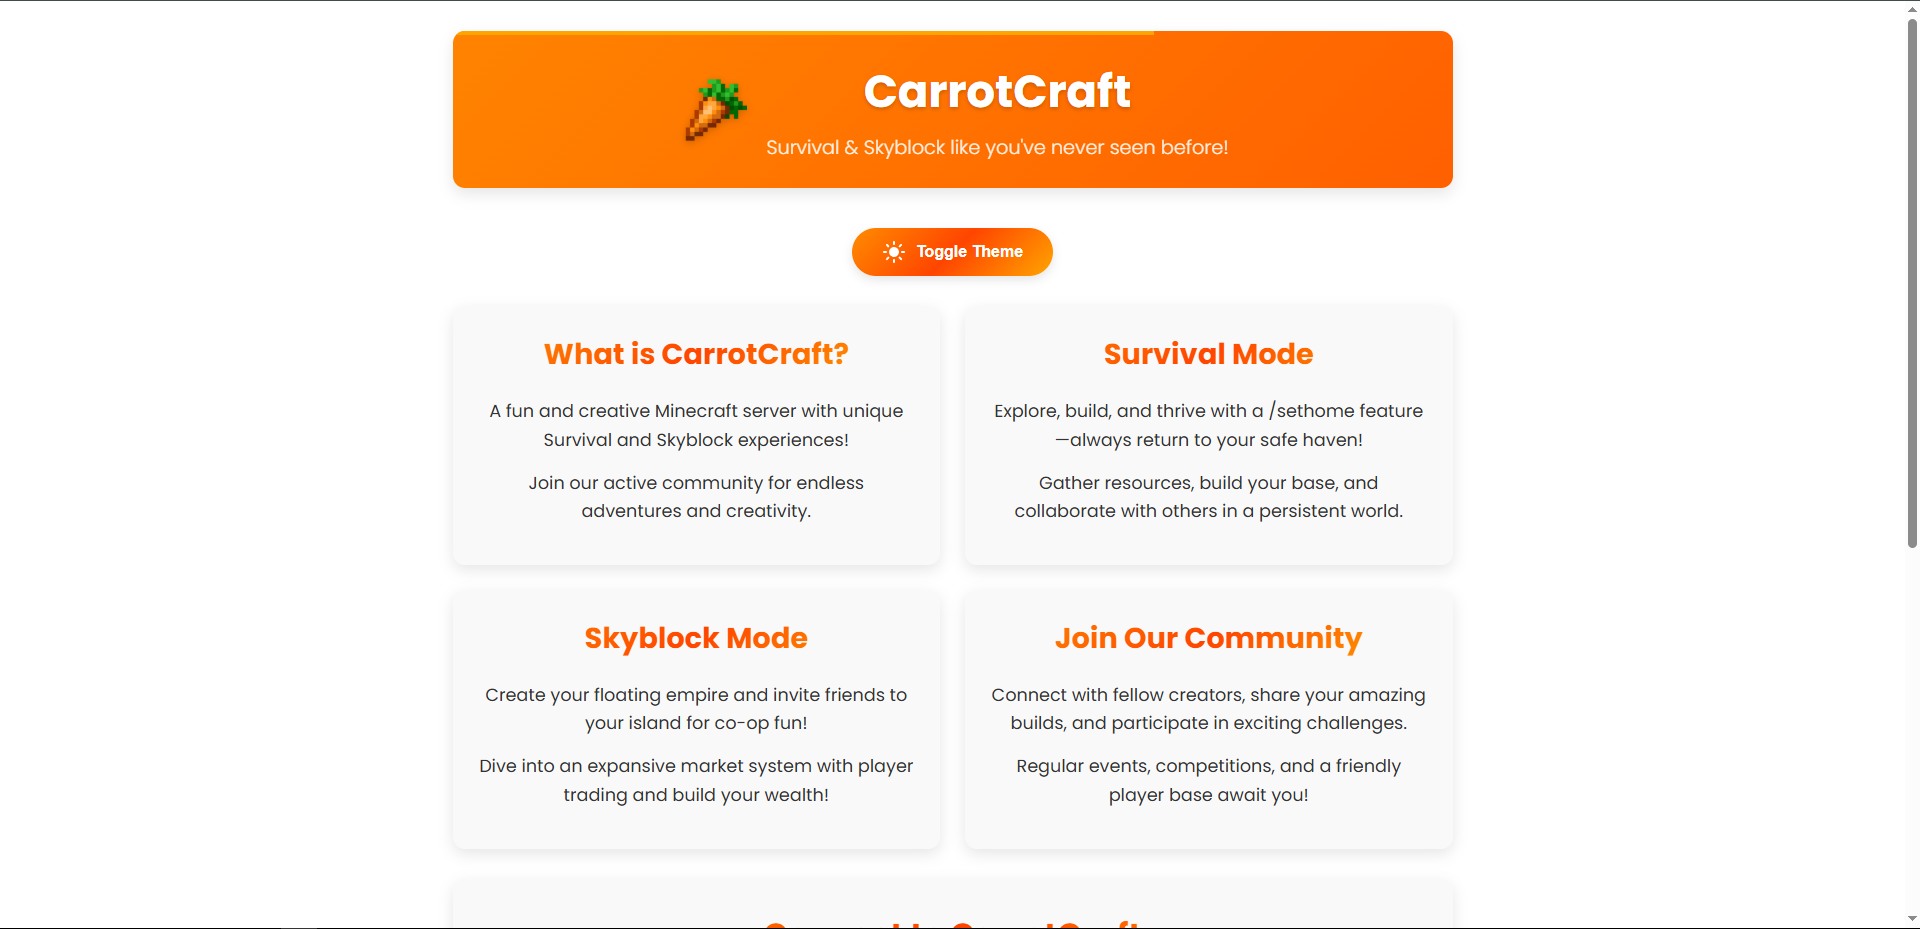 CarrotCraft
Survival & Skyblock like you've never seen before!
Toggle Theme
What is CarrotCraft?
A fun and creative Minecraft server with unique
Survival and Skyblock experiences!
Join our active community for endless
adventures and creativity.
Survival Mode
Explore, build, and thrive with a /sethome feature
—always return to your safe haven!
Gather resources, build your base, and
collaborate with others in a persistent world.
Skyblock Mode
Create your floating empire and invite friends to
your island for co-op fun!
Dive into an expansive market system with player
trading and build your wealth!
Join Our Community
Connect with fellow creators, share your amazing
builds, and participate in exciting challenges.
Regular events, competitions, and a friendly
player base await you!